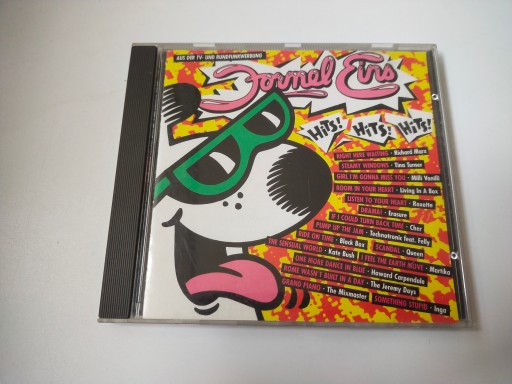 AUS DER TV- UND RUNDFUNKWERBUNG
Formel Eins
HiTS! HiTS! HiTS!
RIGHT HERE WAITING · Richard Marx
STEAMY WINDOWS · Tina Turner
GIRL I'M GONNA MISS YOU · Milli Vanilli
ROOM IN YOUR HEART · Living In A Box
LISTEN TO YOUR HEART · Roxette
DRAMA! · Erasure
IF I COULD TURN BACK TIME · Cher
PUMP UP THE JAM · Technotronic feat. Felly
RIDE ON TIME · Black Box
SCANDAL · Queen
THE SENSUAL WORLD · Kate Bush
I FEEL THE EARTH MOVE · Martika
ONE MORE DANCE IN BLUE · Howard Carpendale
ROME WASN'T BUILT IN A DAY · The Jeremy Days
GRAND PIANO · The Mixmaster
SOMETHING STUPID · Inga